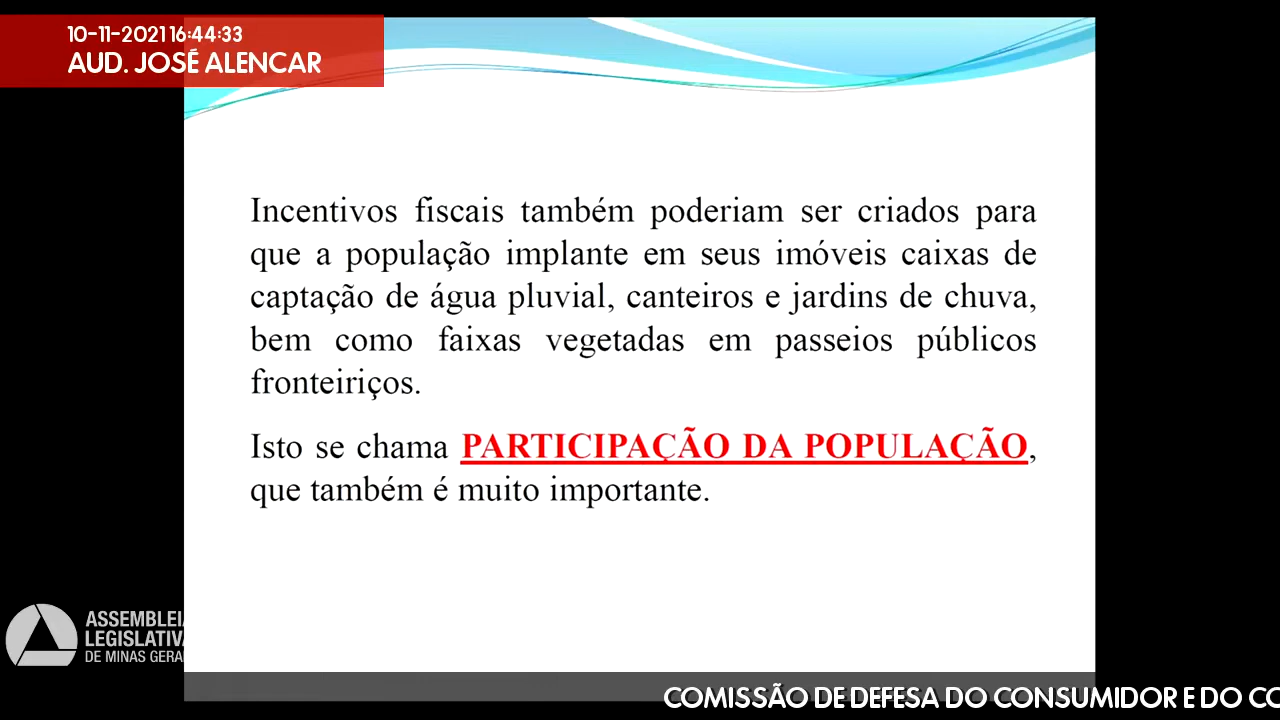 10-11-2021 16:44:33
AUD. JOSÉ ALENCAR
Incentivos fiscais também poderiam ser criados para
que a população implante em seus imóveis caixas de
captação de água pluvial, canteiros e jardins de chuva,
bem como faixas vegetadas em passeios públicos
fronteiriços.
Isto se chama PARTICIPAÇÃO DA POPULAÇÃO,
que também é muito importante.
ASSEMBLEIA
LEGISLATIVA
DE MINAS GERAI
COMISSÃO DE DEFESA DO CONSUMIDOR E DO CO